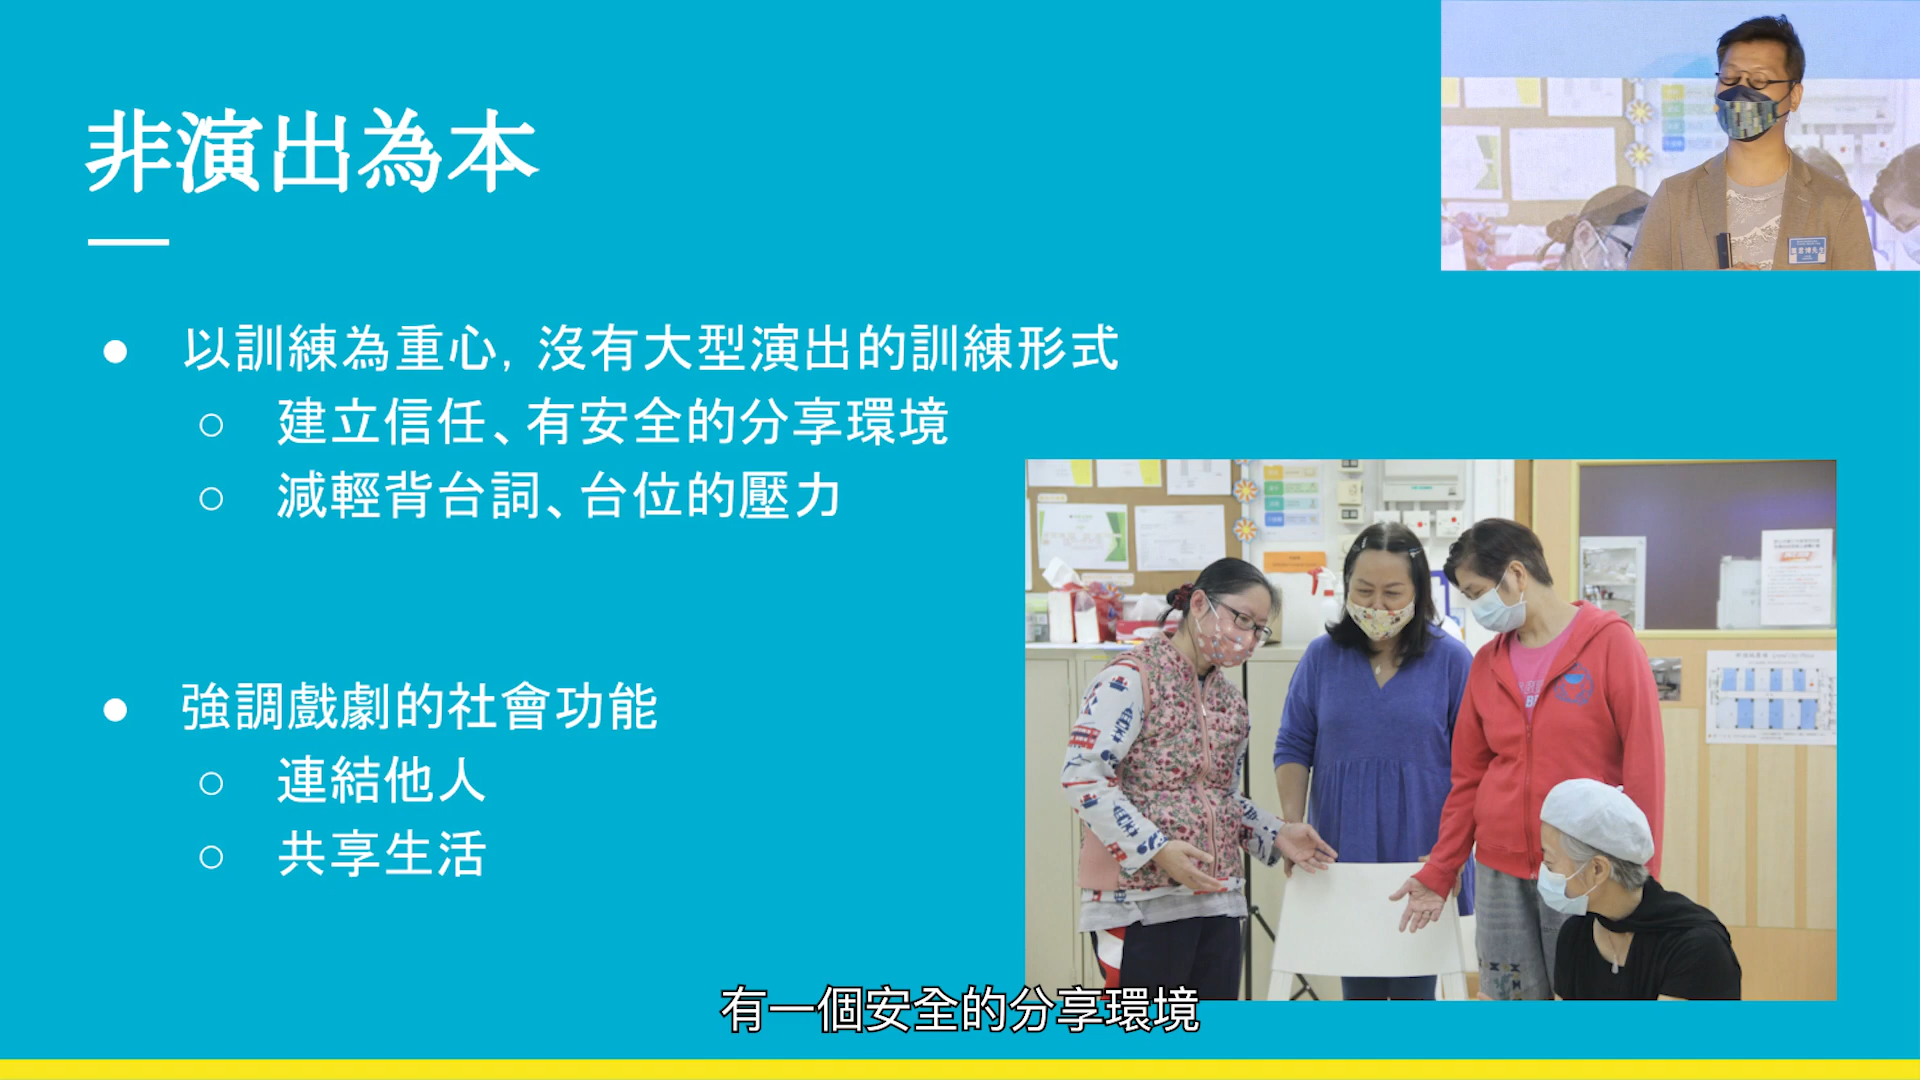 非演出為本
以訓練為重心, 沒有大型演出的訓練形式
建立信任、有安全的分享環境
減輕背台詞、台位的壓力
強調戲劇的社會功能
連結他人
共享生活
有一個安全的分享環境